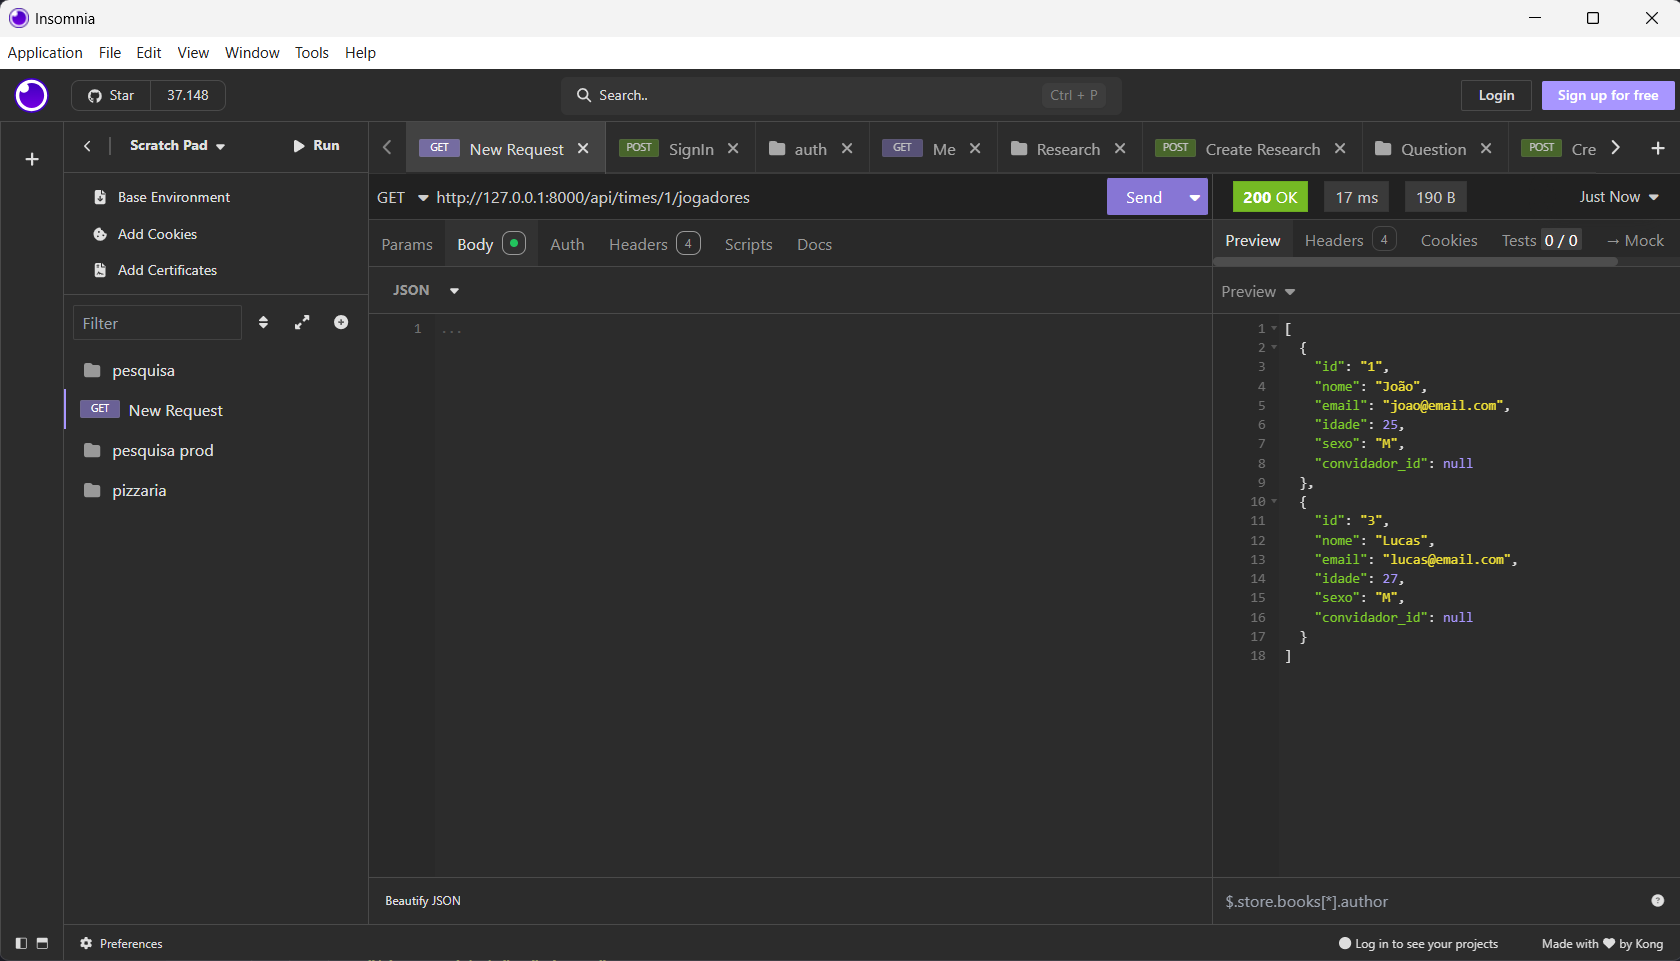 Insomnia
Application File Edit View Window Tools Help
Star 37.148
Search.. Ctrl + P
Login Sign up for free
Scratch Pad Run
GET New Request POST SignIn auth GET Me Research POST Create Research Question POST Cre
Base Environment
Add Cookies
Add Certificates
Filter
pesquisa
GET New Request
pesquisa prod
pizzaria
GET http://127.0.0.1:8000/api/times/1/jogadores Send
Params Body Auth Headers 4 Scripts Docs
JSON
1 ...
Beautify JSON
200 OK 17 ms 190 B Just Now
Preview Headers 4 Cookies Tests 0 / 0 → Mock
Preview
1 [
2 {
3 "id": "1",
4 "nome": "João",
5 "email": "joao@email.com",
6 "idade": 25,
7 "sexo": "M",
8 "convidador_id": null
9 },
10 {
11 "id": "3",
12 "nome": "Lucas",
13 "email": "lucas@email.com",
14 "idade": 27,
15 "sexo": "M",
16 "convidador_id": null
17 }
18 ]
$.store.books[*].author
Preferences
Log in to see your projects Made with ♥ by Kong